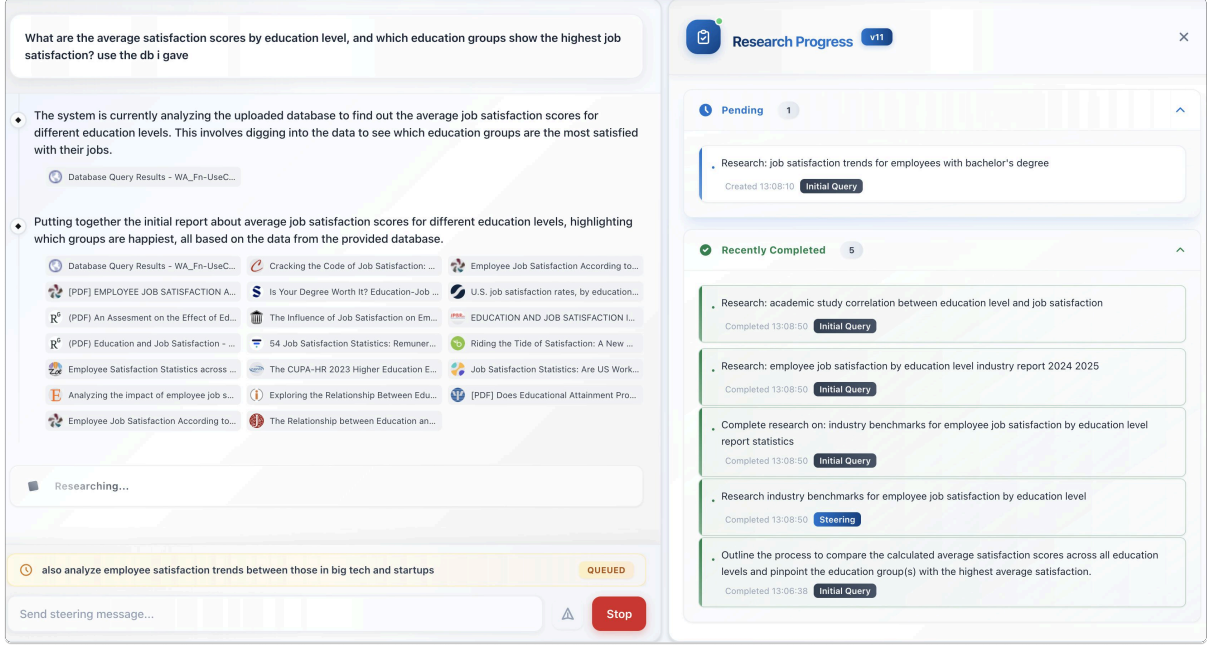 What are the average satisfaction scores by education level, and which education groups show the highest job
satisfaction? use the db i gave
The system is currently analyzing the uploaded database to find out the average job satisfaction scores for
different education levels. This involves digging into the data to see which education groups are the most satisfied
with their jobs.
Database Query Results - WA_Fn-UseC...
Putting together the initial report about average job satisfaction scores for different education levels, highlighting
which groups are happiest, all based on the data from the provided database.
Database Query Results - WA_Fn-UseC...
Cracking the Code of Job Satisfaction: ...
Employee Job Satisfaction According to...
[PDF] EMPLOYEE JOB SATISFACTION A...
Is Your Degree Worth It? Education-Job ...
U.S. job satisfaction rates, by education...
(PDF) An Assesment on the Effect of Ed...
The Influence of Job Satisfaction on Em...
EDUCATION AND JOB SATISFACTION I...
(PDF) Education and Job Satisfaction - ...
54 Job Satisfaction Statistics: Remuner...
Riding the Tide of Satisfaction: A New ...
Employee Satisfaction Statistics across ...
The CUPA-HR 2023 Higher Education E...
Job Satisfaction Statistics: Are US Work...
Analyzing the impact of employee job s...
Exploring the Relationship Between Edu...
[PDF] Does Educational Attainment Pro...
Employee Job Satisfaction According to...
The Relationship between Education an...
Researching...
also analyze employee satisfaction trends between those in big tech and startups
QUEUED
Send steering message...
Stop
Research Progress v11
Pending 1
Research: job satisfaction trends for employees with bachelor's degree
Created 13:08:10 Initial Query
Recently Completed 5
Research: academic study correlation between education level and job satisfaction
Completed 13:08:50 Initial Query
Research: employee job satisfaction by education level industry report 2024 2025
Completed 13:08:50 Initial Query
Complete research on: industry benchmarks for employee job satisfaction by education level
report statistics
Completed 13:08:50 Initial Query
Research industry benchmarks for employee job satisfaction by education level
Completed 13:08:50 Steering
Outline the process to compare the calculated average satisfaction scores across all education
levels and pinpoint the education group(s) with the highest average satisfaction.
Completed 13:06:38 Initial Query